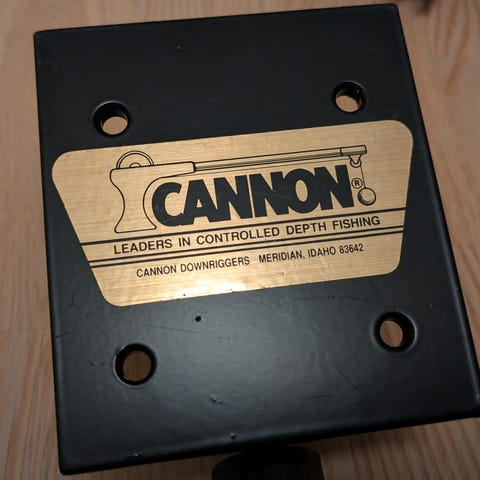 CANNON®
LEADERS IN CONTROLLED DEPTH FISHING
CANNON DOWNRIGGERS MERIDIAN, IDAHO 83642